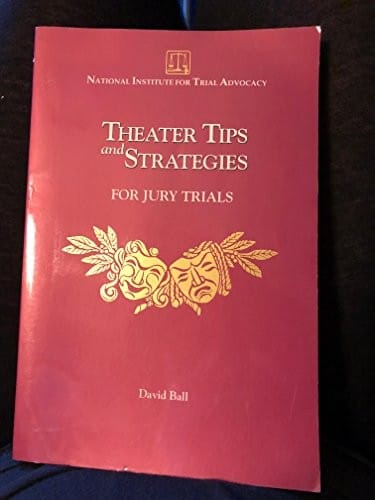 NATIONAL INSTITUTE FOR TRIAL ADVOCACY
THEATER TIPS
and STRATEGIES
FOR JURY TRIALS
David Ball